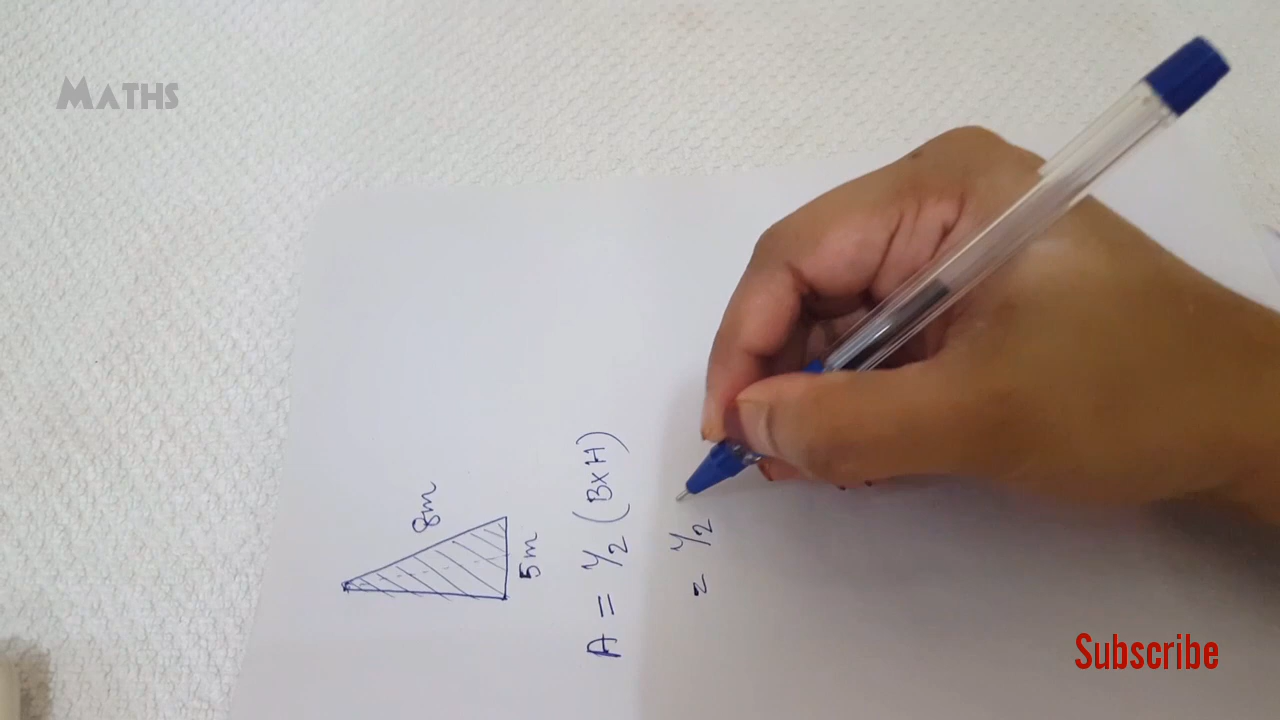 MATHS
8m
5m
A = 1/2 (B×H)
= 1/2
Subscribe